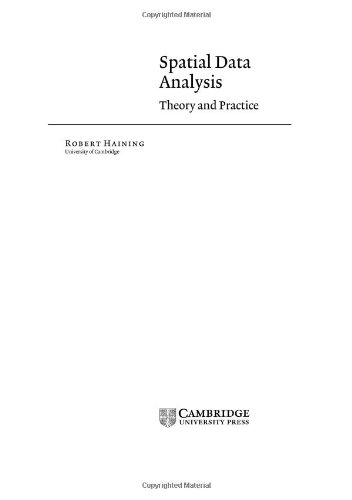 Copyrighted Material
Spatial Data
Analysis
Theory and Practice
ROBERT HAINING
University of Cambridge
CAMBRIDGE
UNIVERSITY PRESS
Copyrighted Material